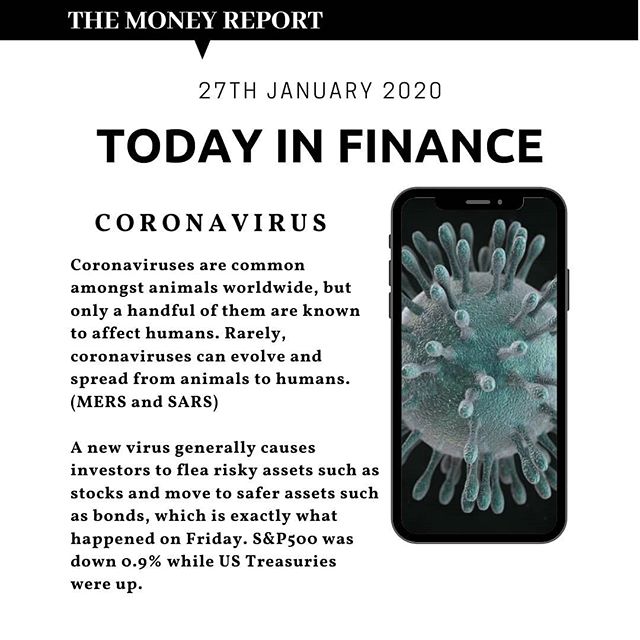 THE MONEY REPORT
27TH JANUARY 2020
TODAY IN FINANCE
CORONAVIRUS
Coronaviruses are common
amongst animals worldwide, but
only a handful of them are known
to affect humans. Rarely,
coronaviruses can evolve and
spread from animals to humans.
(MERS and SARS)
A new virus generally causes
investors to flea risky assets such as
stocks and move to safer assets such
as bonds, which is exactly what
happened on Friday. S&P500 was
down 0.9% while US Treasuries
were up.